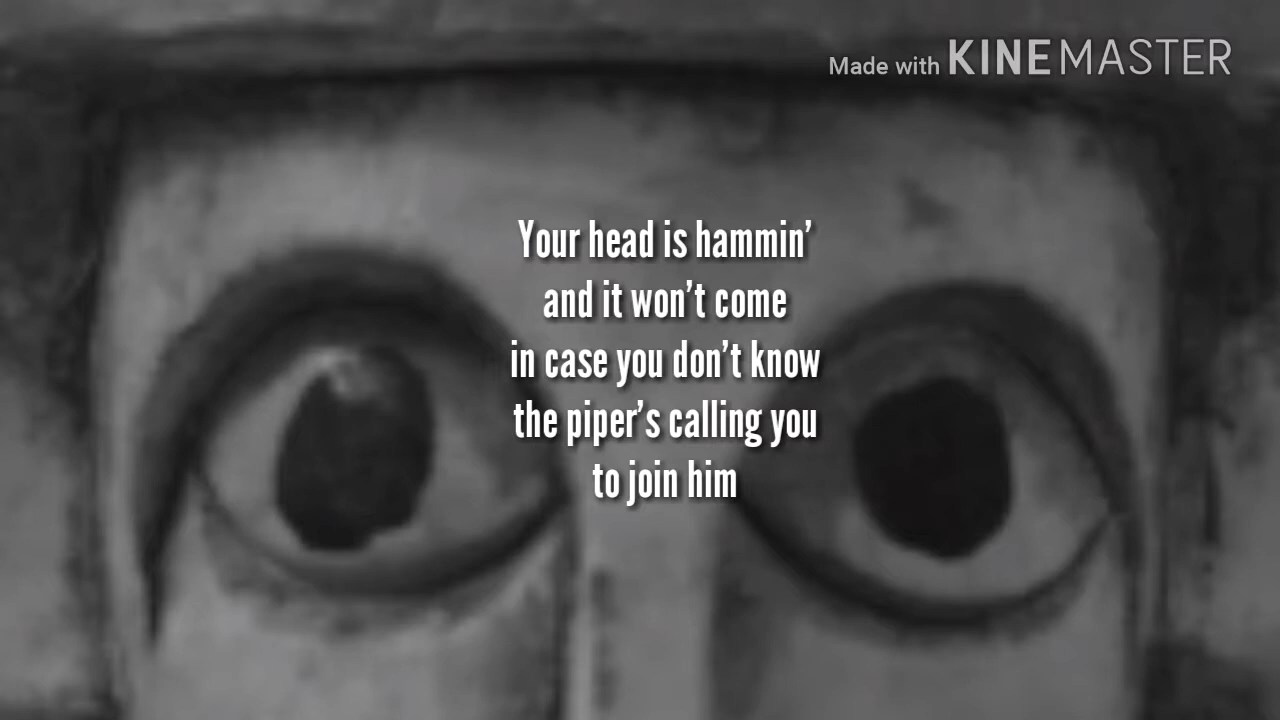 Made with KINEMASTER
Your head is hammin’
and it won’t come
in case you don’t know
the piper’s calling you
to join him